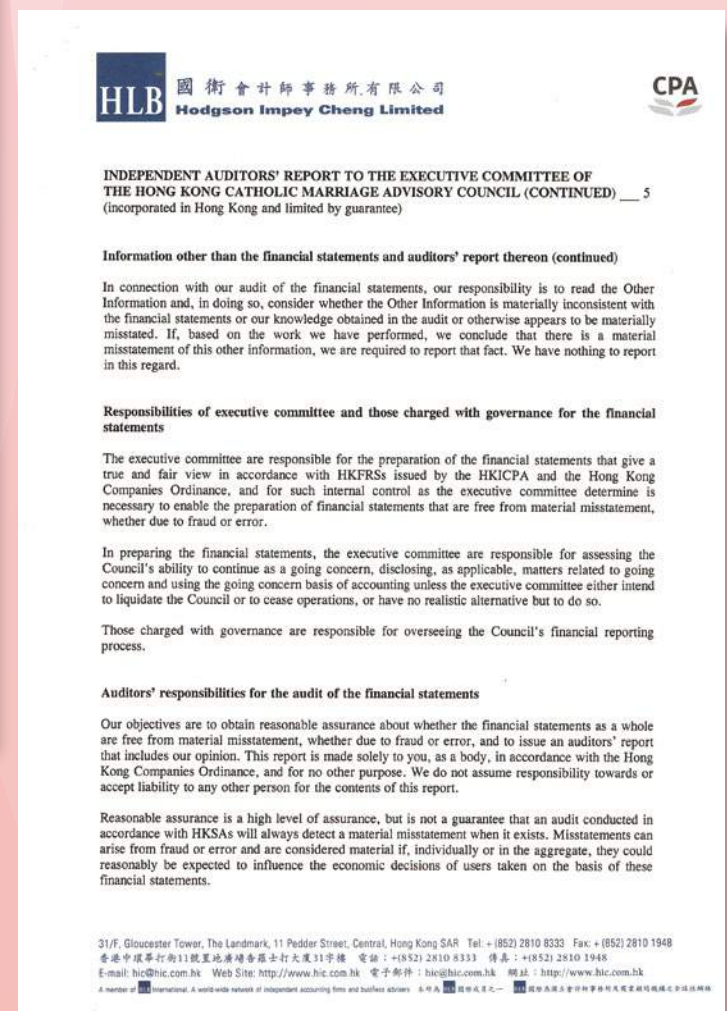 HLB
國衛會計師事務所有限公司
Hodgson Impey Cheng Limited
CPA
INDEPENDENT AUDITORS' REPORT TO THE EXECUTIVE COMMITTEE OF
THE HONG KONG CATHOLIC MARRIAGE ADVISORY COUNCIL (CONTINUED) __ 5
(incorporated in Hong Kong and limited by guarantee)
Information other than the financial statements and auditors' report thereon (continued)
In connection with our audit of the financial statements, our responsibility is to read the Other
Information and, in doing so, consider whether the Other Information is materially inconsistent with
the financial statements or our knowledge obtained in the audit or otherwise appears to be materially
misstated. If, based on the work we have performed, we conclude that there is a material
misstatement of this other information, we are required to report that fact. We have nothing to report
in this regard.
Responsibilities of executive committee and those charged with governance for the financial
statements
The executive committee are responsible for the preparation of the financial statements that give a
true and fair view in accordance with HKFRSs issued by the HKICPA and the Hong Kong
Companies Ordinance, and for such internal control as the executive committee determine is
necessary to enable the preparation of financial statements that are free from material misstatement,
whether due to fraud or error.
In preparing the financial statements, the executive committee are responsible for assessing the
Council's ability to continue as a going concern, disclosing, as applicable, matters related to going
concern and using the going concern basis of accounting unless the executive committee either intend
to liquidate the Council or to cease operations, or have no realistic alternative but to do so.
Those charged with governance are responsible for overseeing the Council's financial reporting
process.
Auditors' responsibilities for the audit of the financial statements
Our objectives are to obtain reasonable assurance about whether the financial statements as a whole
are free from material misstatement, whether due to fraud or error, and to issue an auditors' report
that includes our opinion. This report is made solely to you, as a body, in accordance with the Hong
Kong Companies Ordinance, and for no other purpose. We do not assume responsibility towards or
accept liability to any other person for the contents of this report.
Reasonable assurance is a high level of assurance, but is not a guarantee that an audit conducted in
accordance with HKSAs will always detect a material misstatement when it exists. Misstatements can
arise from fraud or error and are considered material if, individually or in the aggregate, they could
reasonably be expected to influence the economic decisions of users taken on the basis of these
financial statements.
31/F, Gloucester Tower, The Landmark, 11 Pedder Street, Central, Hong Kong SAR Tel: + (852) 2810 8333 Fax: + (852) 2810 1948
香港中環畢打街11號置地廣場告羅士打大廈31字樓 電話：+(852) 2810 8333 傳真：+(852) 2810 1948
E-mail: hic@hic.com.hk Web Site: http://www.hic.com.hk 電子郵件：hic@hic.com.hk 網址：http://www.hic.com.hk
A member of HLB International. A world-wide network of independent accounting firms and business advisers 本所為 HLB 國際成員之一